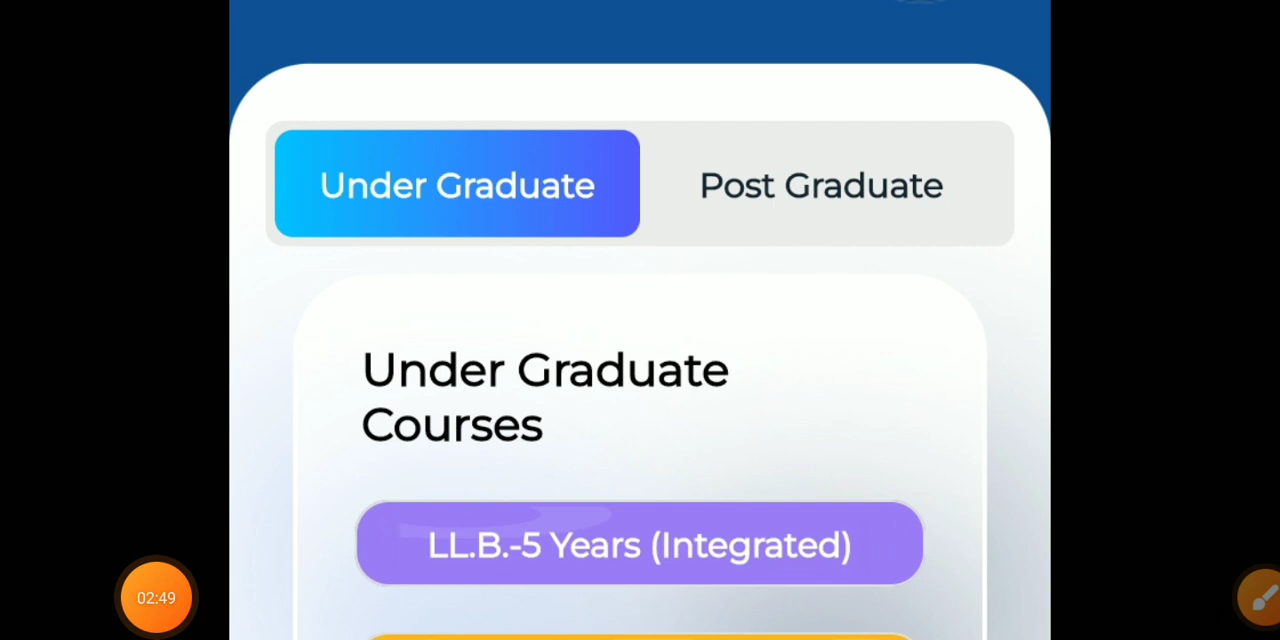 Under Graduate
Post Graduate
Under Graduate
Courses
LL.B.-5 Years (Integrated)
02:49